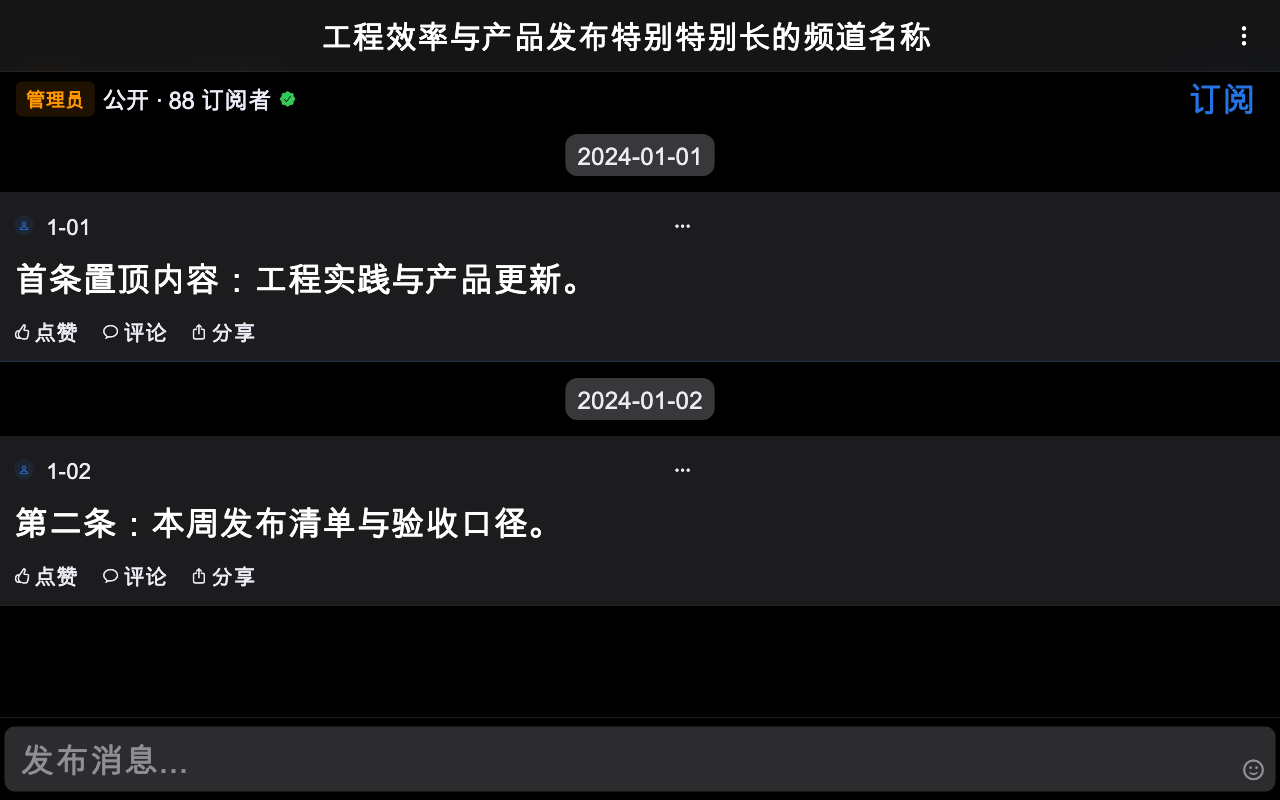 工程效率与产品发布特别特别长的频道名称
管理员 公开 · 88 订阅者 订阅
2024-01-01
1-01
首条置顶内容：工程实践与产品更新。
点赞 评论 分享
2024-01-02
1-02
第二条：本周发布清单与验收口径。
点赞 评论 分享
发布消息...